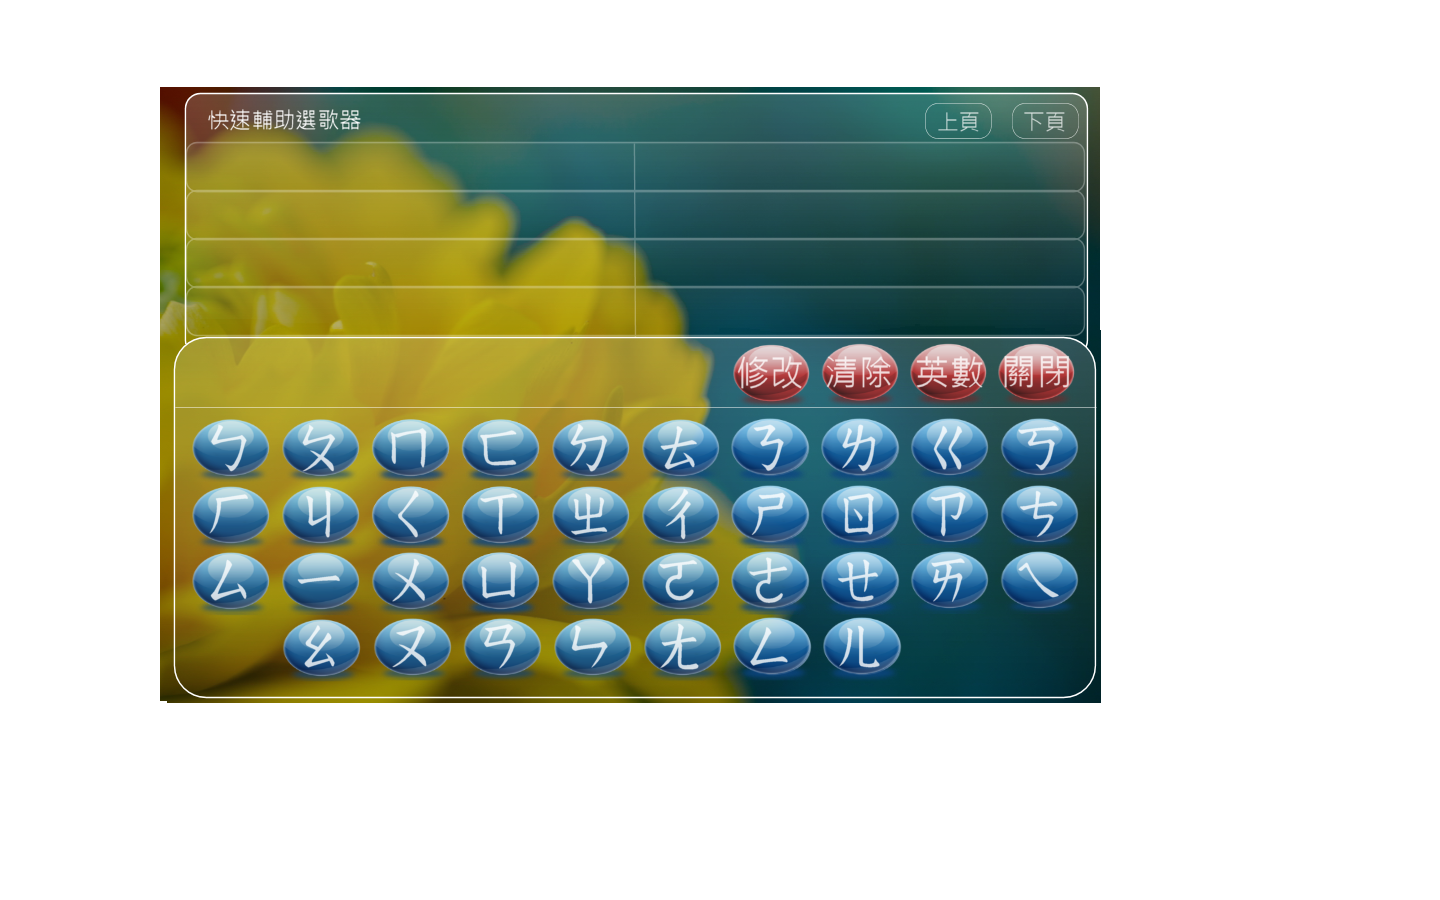 快速輔助選歌器 上頁 下頁
修改 清除 英數 關閉
ㄅ ㄆ ㄇ ㄈ ㄉ ㄊ ㄋ ㄌ ㄍ ㄎ
ㄏ ㄐ ㄑ ㄒ ㄓ ㄔ ㄕ ㄖ ㄗ ㄘ
ㄙ ㄧ ㄨ ㄩ ㄚ ㄛ ㄜ ㄝ ㄞ ㄟ
ㄠ ㄡ ㄢ ㄣ ㄤ ㄥ ㄦ